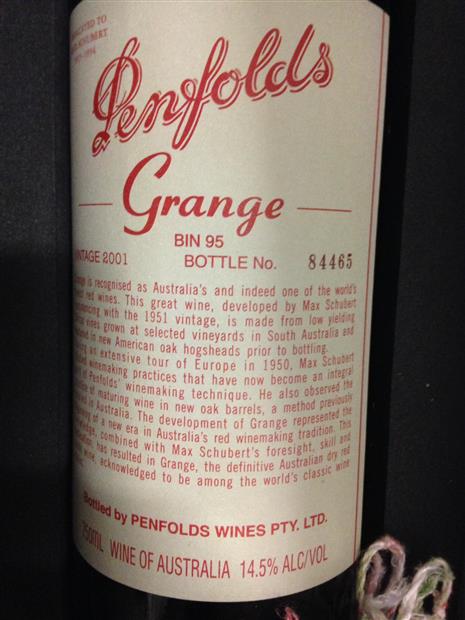 TO
SCHUBERT
1994
Penfolds
Grange
BIN 95
VINTAGE 2001 BOTTLE No. 84465
is recognised as Australia's and indeed one of the world's
red wines. This great wine, developed by Max Schubert
commencing with the 1951 vintage, is made from low yielding
vines grown at selected vineyards in South Australia and
in new American oak hogsheads prior to bottling.
an extensive tour of Europe in 1950, Max Schubert
winemaking practices that have now become an integral
of Penfolds' winemaking technique. He also observed the
of maturing wine in new oak barrels, a method previously
in Australia. The development of Grange represented the
of a new era in Australia's red winemaking tradition. This
combined with Max Schubert's foresight, skill and
has resulted in Grange, the definitive Australian dry red
wine, acknowledged to be among the world's classic wine
Bottled by PENFOLDS WINES PTY. LTD.
750mL WINE OF AUSTRALIA 14.5% ALC/VOL